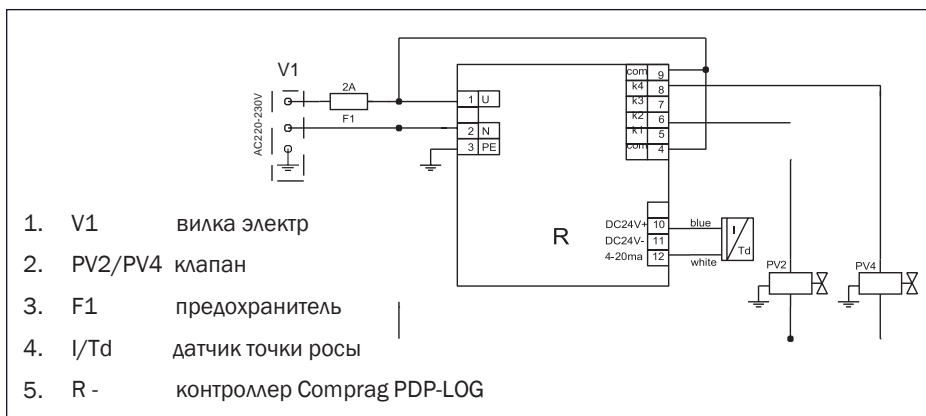 V1
AC220-230V
2A
F1
1 U
2 N
3 PE
com 9
k4 8
k3 7
k2 6
k1 5
com 4
R
DC24V+ 10
DC24V- 11
4-20ma 12
blue
white
I/Td
PV2
PV4
1. V1 вилка электр
2. PV2/PV4 клапан
3. F1 предохранитель
4. I/Td датчик точки росы
5. R - контроллер Comprag PDP-LOG